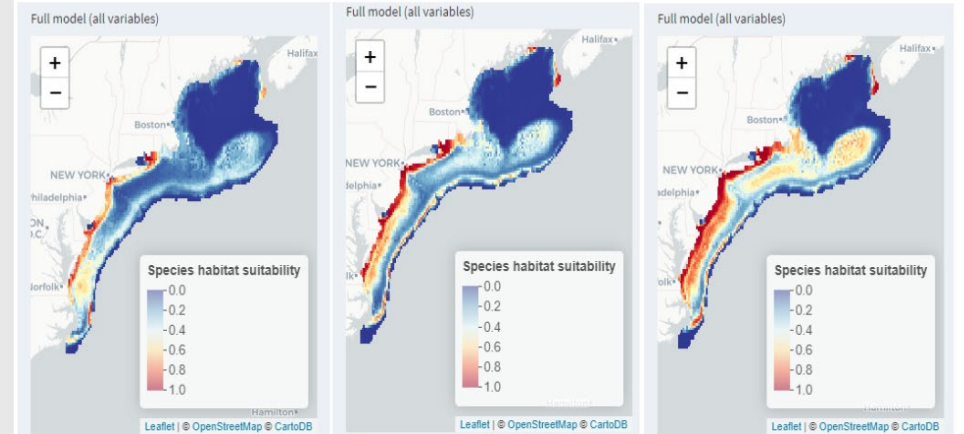 Full model (all variables)
+
−
Halifax
Boston
NEW YORK
Philadelphia
ON,
D.C.
Norfolk
Species habitat suitability
0.0
0.2
0.4
0.6
0.8
1.0
Hamilton
Leaflet | © OpenStreetMap © CartoDB
Full model (all variables)
+
−
Halifax
Boston
NEW YORK
delphia
lk
Species habitat suitability
0.0
0.2
0.4
0.6
0.8
1.0
Leaflet | © OpenStreetMap © CartoDB
Full model (all variables)
+
−
Halifax
Boston
NEW YORK
adelphia
Norfolk
Species habitat suitability
0.0
0.2
0.4
0.6
0.8
1.0
Leaflet | © OpenStreetMap © CartoDB